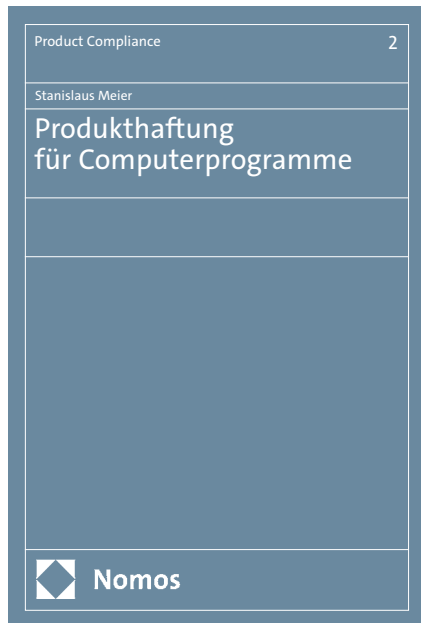 Product Compliance 2
Stanislaus Meier
Produkthaftung
für Computerprogramme
Nomos